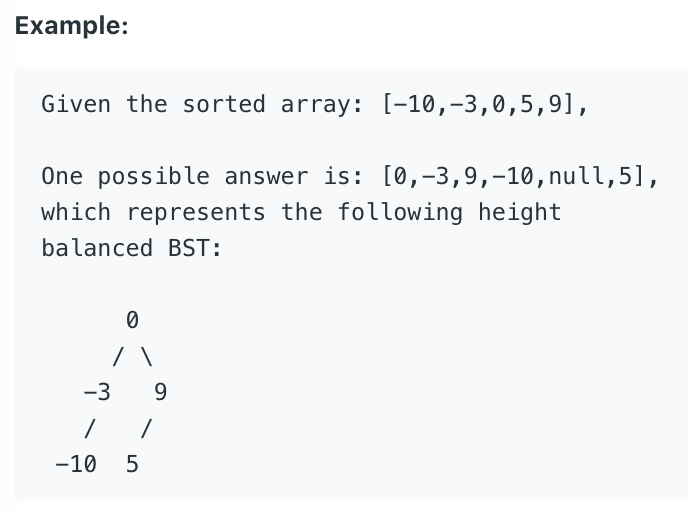 Example:
Given the sorted array: [-10,-3,0,5,9],
One possible answer is: [0,-3,9,-10,null,5],
which represents the following height
balanced BST:
0
/ \
-3   9
/   /
-10  5